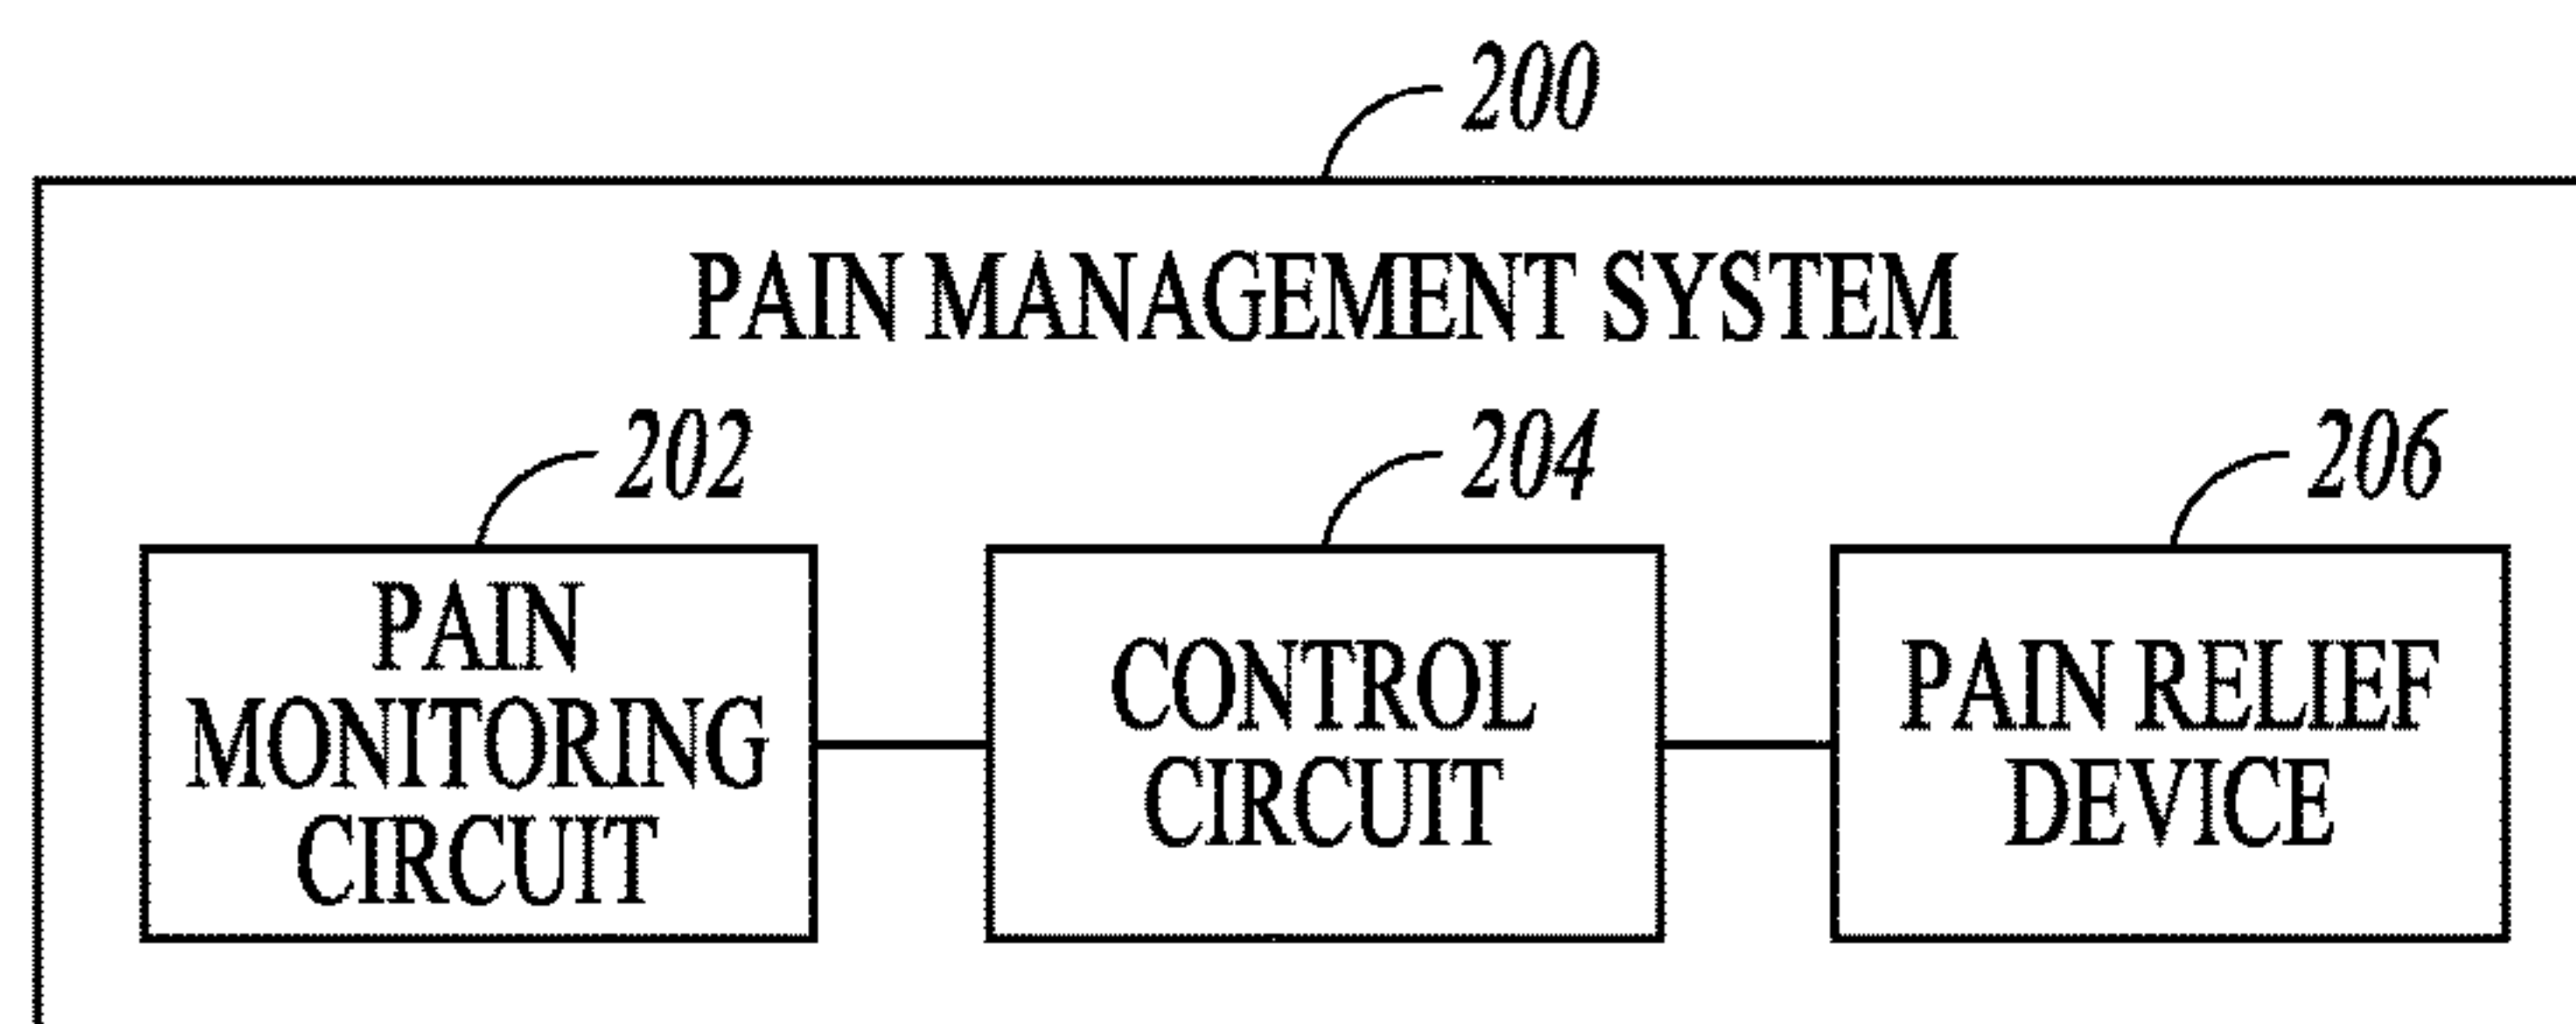 200
PAIN MANAGEMENT SYSTEM
202
204
206
PAIN
MONITORING
CIRCUIT
CONTROL
CIRCUIT
PAIN RELIEF
DEVICE